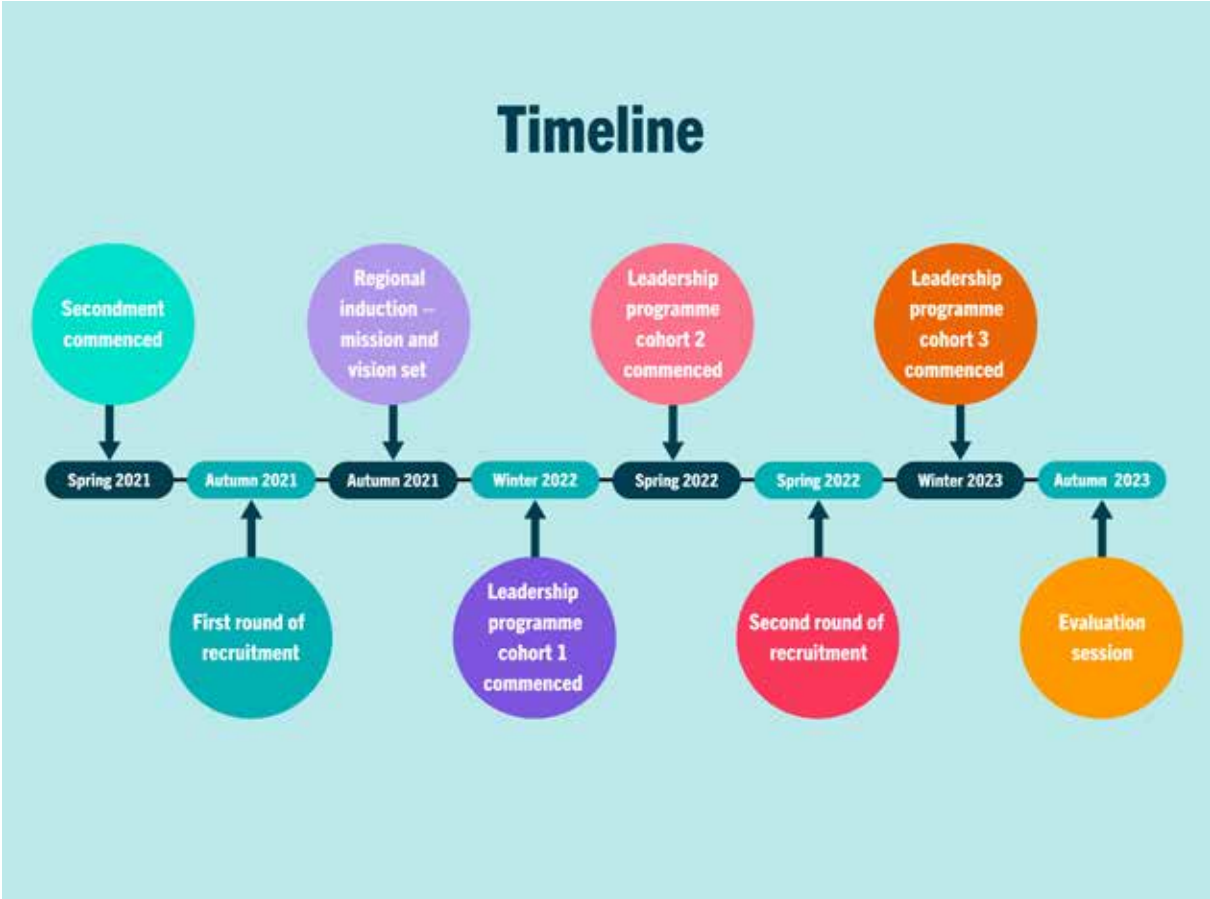 Timeline
Secondment
commenced
Regional
induction –
mission and
vision set
Leadership
programme
cohort 2
commenced
Leadership
programme
cohort 3
commenced
Spring 2021
Autumn 2021
Autumn 2021
Winter 2022
Spring 2022
Spring 2022
Winter 2023
Autumn 2023
First round of
recruitment
Leadership
programme
cohort 1
commenced
Second round of
recruitment
Evaluation
session